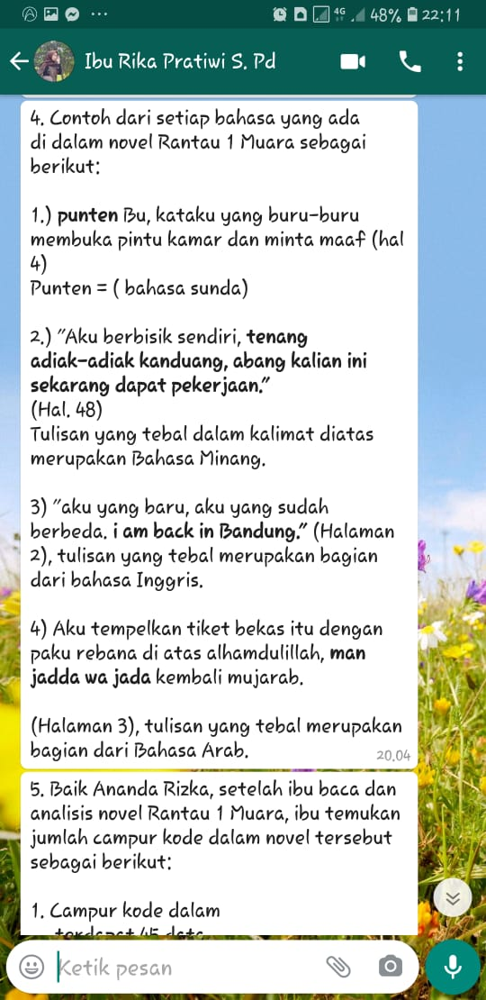 48% 22:11
Ibu Rika Pratiwi S. Pd
4. Contoh dari setiap bahasa yang ada
di dalam novel Rantau 1 Muara sebagai
berikut:
1.) punten Bu, kataku yang buru-buru
membuka pintu kamar dan minta maaf (hal
4)
Punten = ( bahasa sunda)
2.) "Aku berbisik sendiri, tenang
adiak-adiak kanduang, abang kalian ini
sekarang dapat pekerjaan."
(Hal. 48)
Tulisan yang tebal dalam kalimat diatas
merupakan Bahasa Minang.
3) "aku yang baru, aku yang sudah
berbeda. i am back in Bandung." (Halaman
2), tulisan yang tebal merupakan bagian
dari bahasa Inggris.
4) Aku tempelkan tiket bekas itu dengan
paku rebana di atas alhamdulillah, man
jadda wa jada kembali mujarab.
(Halaman 3), tulisan yang tebal merupakan
bagian dari Bahasa Arab.
20.04
5. Baik Ananda Rizka, setelah ibu baca dan
analisis novel Rantau 1 Muara, ibu temukan
jumlah campur kode dalam novel tersebut
sebagai berikut:
1. Campur kode dalam
Ketik pesan